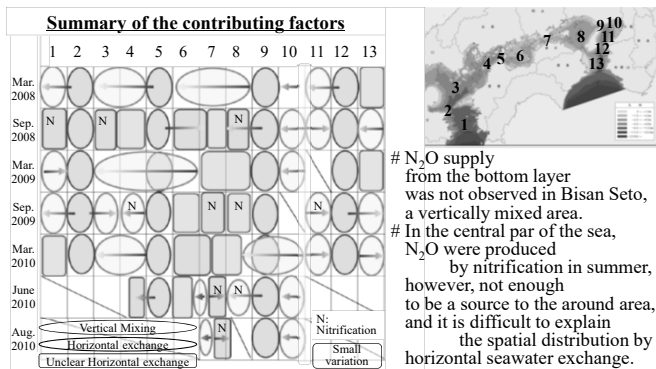 Summary of the contributing factors
1 2 3 4 5 6 7 8 9 10 11 12 13
Mar.
2008
Sep.
2008
N N N
Mar.
2009
Sep.
2009
N N N N
Mar.
2010
June
2010
N N
Aug.
2010
N
Vertical Mixing
Horizontal exchange
Unclear Horizontal exchange
N:
Nitrification
Small
variation
1
2
3
4
5
6
7
8
9 10
11
12
13
# N₂O supply
from the bottom layer
was not observed in Bisan Seto,
a vertically mixed area.
# In the central par of the sea,
N₂O were produced
by nitrification in summer,
however, not enough
to be a source to the around area,
and it is difficult to explain
the spatial distribution by
horizontal seawater exchange.